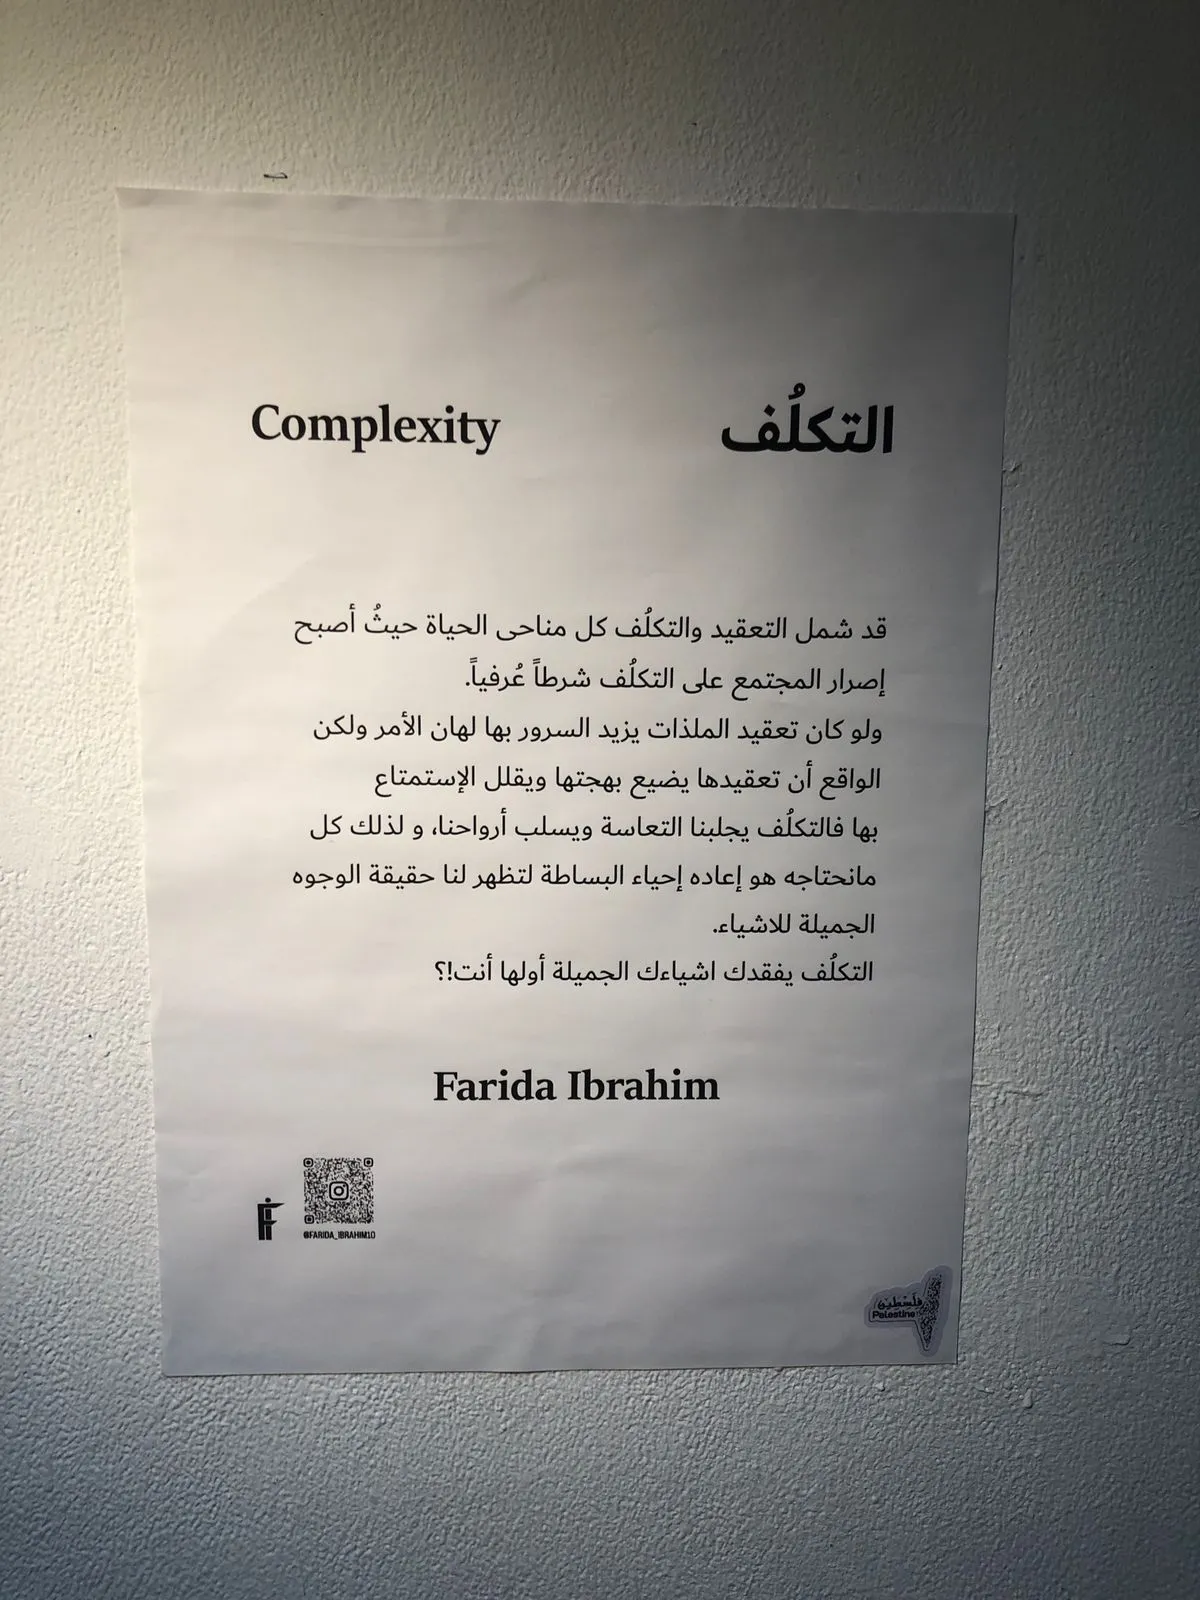 Complexity
التكلُف
قد شمل التعقيد والتكلُف كل مناحى الحياة حيثُ أصبح
إصرار المجتمع على التكلُف شرطاً عُرفياً.
ولو كان تعقيد الملذات يزيد السرور بها لهان الأمر ولكن
الواقع أن تعقيدها يضيع بهجتها ويقلل الإستمتاع
بها فالتكلُف يجلبنا التعاسة ويسلب أرواحنا، و لذلك كل
مانحتاجه هو إعاده إحياء البساطة لتظهر لنا حقيقة الوجوه
الجميلة للاشياء.
التكلُف يفقدك اشياءك الجميلة أولها أنت!؟
Farida Ibrahim
@FARIDA_IBRAHIM10
فلسطين
Palestine